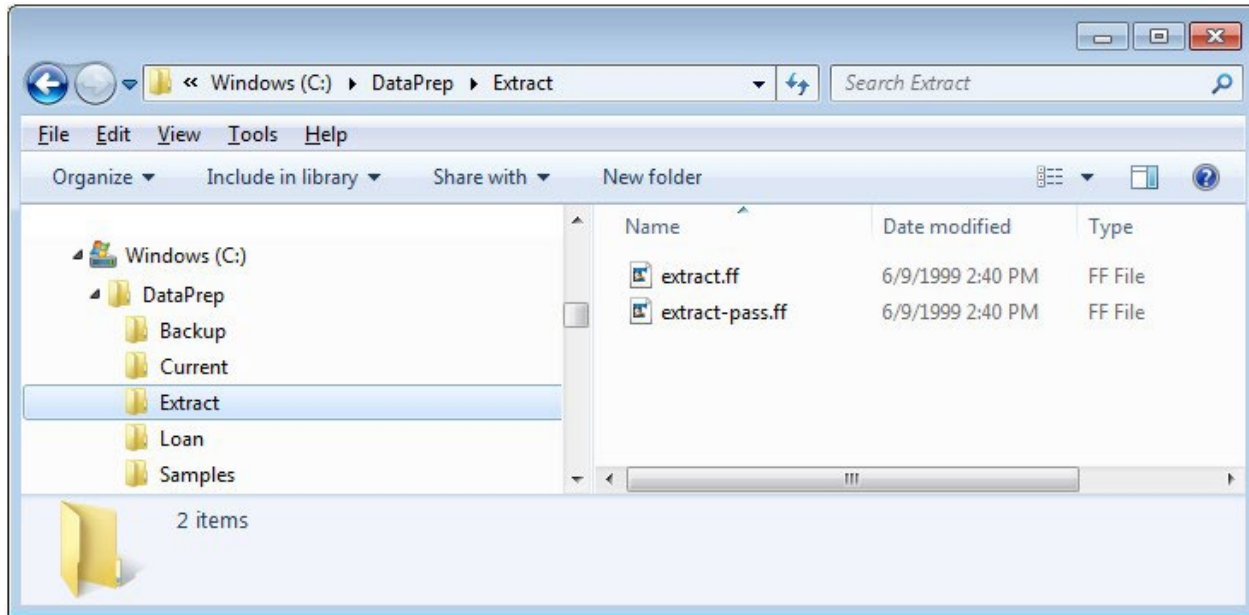 « Windows (C:) DataPrep Extract
Search Extract
File Edit View Tools Help
Organize Include in library Share with New folder
Name Date modified Type
Windows (C:)
DataPrep
Backup
Current
Extract
Loan
Samples
extract.ff 6/9/1999 2:40 PM FF File
extract-pass.ff 6/9/1999 2:40 PM FF File
2 items